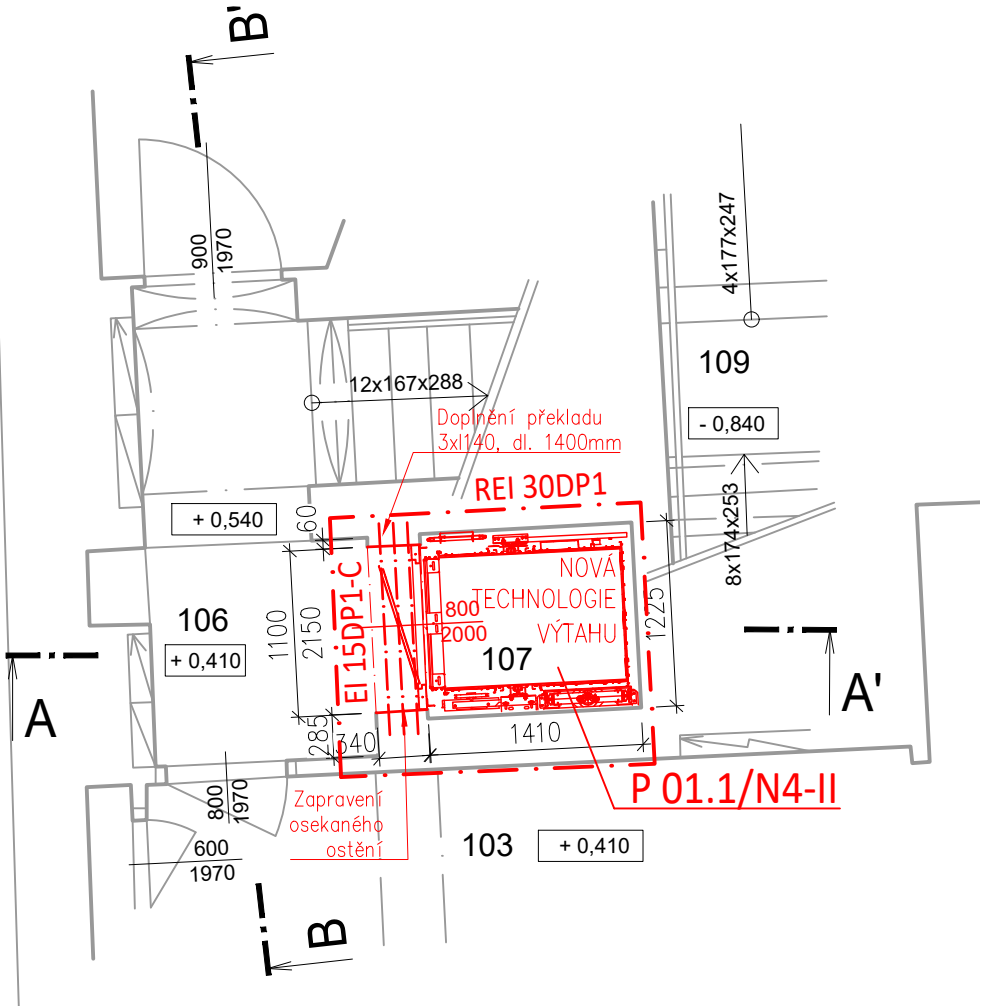 B'
900
1970
4x177x247
109
12x167x288
- 0,840
Doplnění překladu
3xI140, dl. 1400mm
REI 30DP1
8x174x253
+ 0,540
60
NOVÁ
TECHNOLOGIE
VÝTAHU
800
2000
107
1225
EI 15DP1-C
1100
2150
106
+ 0,410
A
A'
285
340
1410
P 01.1/N4-II
800
1970
Zapravení
osekaného
ostění
103
+ 0,410
600
1970
B